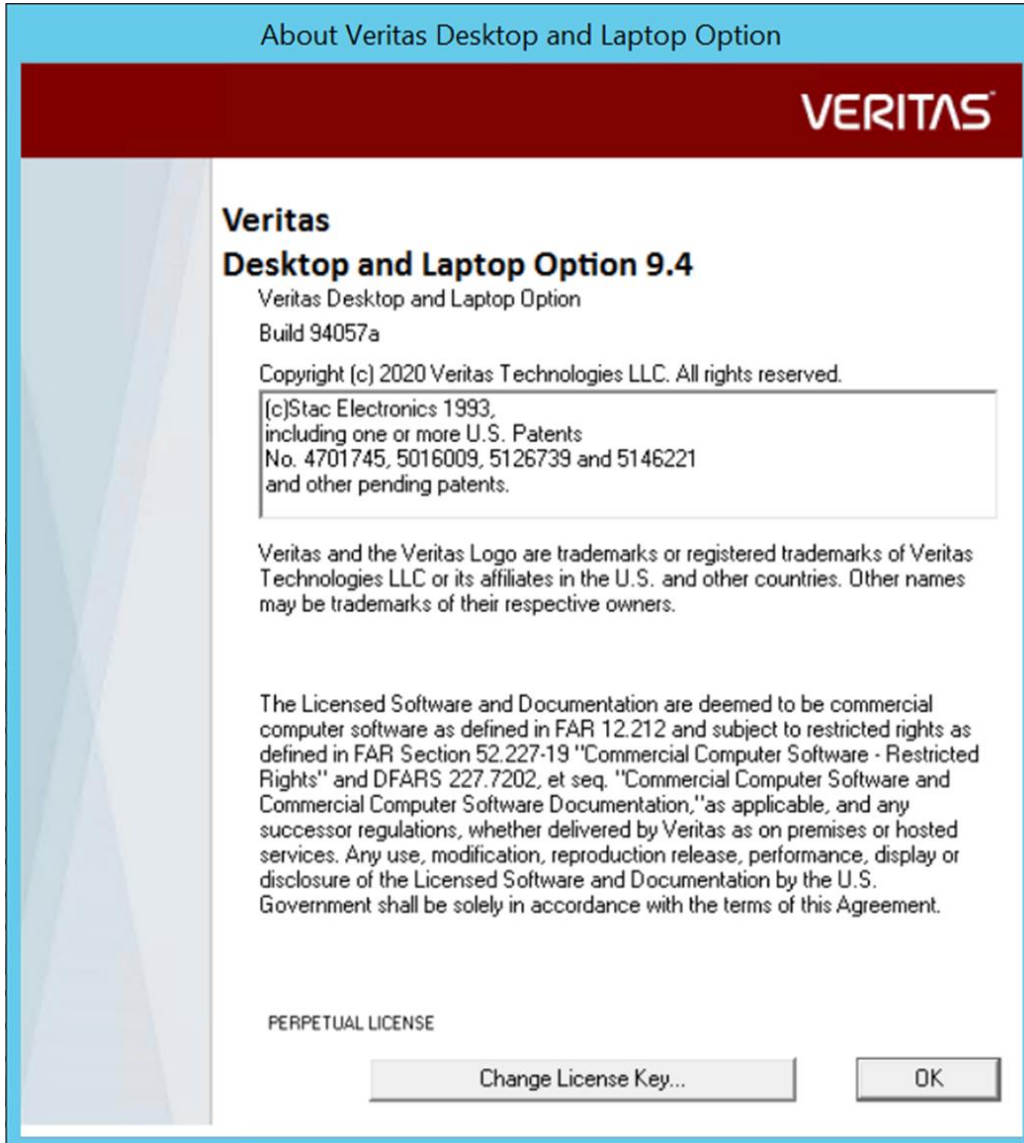 About Veritas Desktop and Laptop Option
VERITAS
Veritas
Desktop and Laptop Option 9.4
Veritas Desktop and Laptop Option
Build 94057a
Copyright (c) 2020 Veritas Technologies LLC. All rights reserved.
(c)Stac Electronics 1993,
including one or more U.S. Patents
No. 4701745, 5016009, 5126739 and 5146221
and other pending patents.
Veritas and the Veritas Logo are trademarks or registered trademarks of Veritas
Technologies LLC or its affiliates in the U.S. and other countries. Other names
may be trademarks of their respective owners.
The Licensed Software and Documentation are deemed to be commercial
computer software as defined in FAR 12.212 and subject to restricted rights as
defined in FAR Section 52.227-19 "Commercial Computer Software - Restricted
Rights" and DFARS 227.7202, et seq. "Commercial Computer Software and
Commercial Computer Software Documentation,"as applicable, and any
successor regulations, whether delivered by Veritas as on premises or hosted
services. Any use, modification, reproduction release, performance, display or
disclosure of the Licensed Software and Documentation by the U.S.
Government shall be solely in accordance with the terms of this Agreement.
PERPETUAL LICENSE
Change License Key...
OK